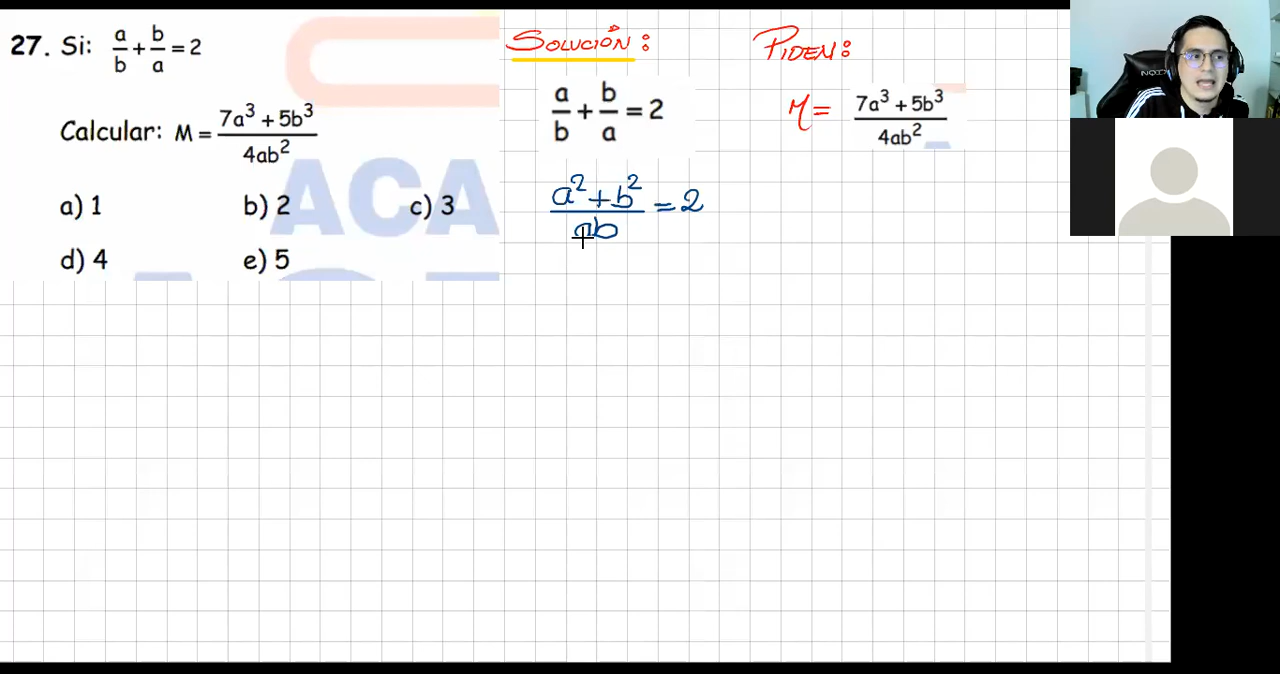 27. Si: a/b + b/a = 2
Calcular: M = (7a³ + 5b³)/(4ab²)
a) 1 b) 2 c) 3
d) 4 e) 5
ACA
SOLUCIÓN:
a/b + b/a = 2
(a² + b²)/(ab) = 2
PIDEN:
M = (7a³ + 5b³)/(4ab²)